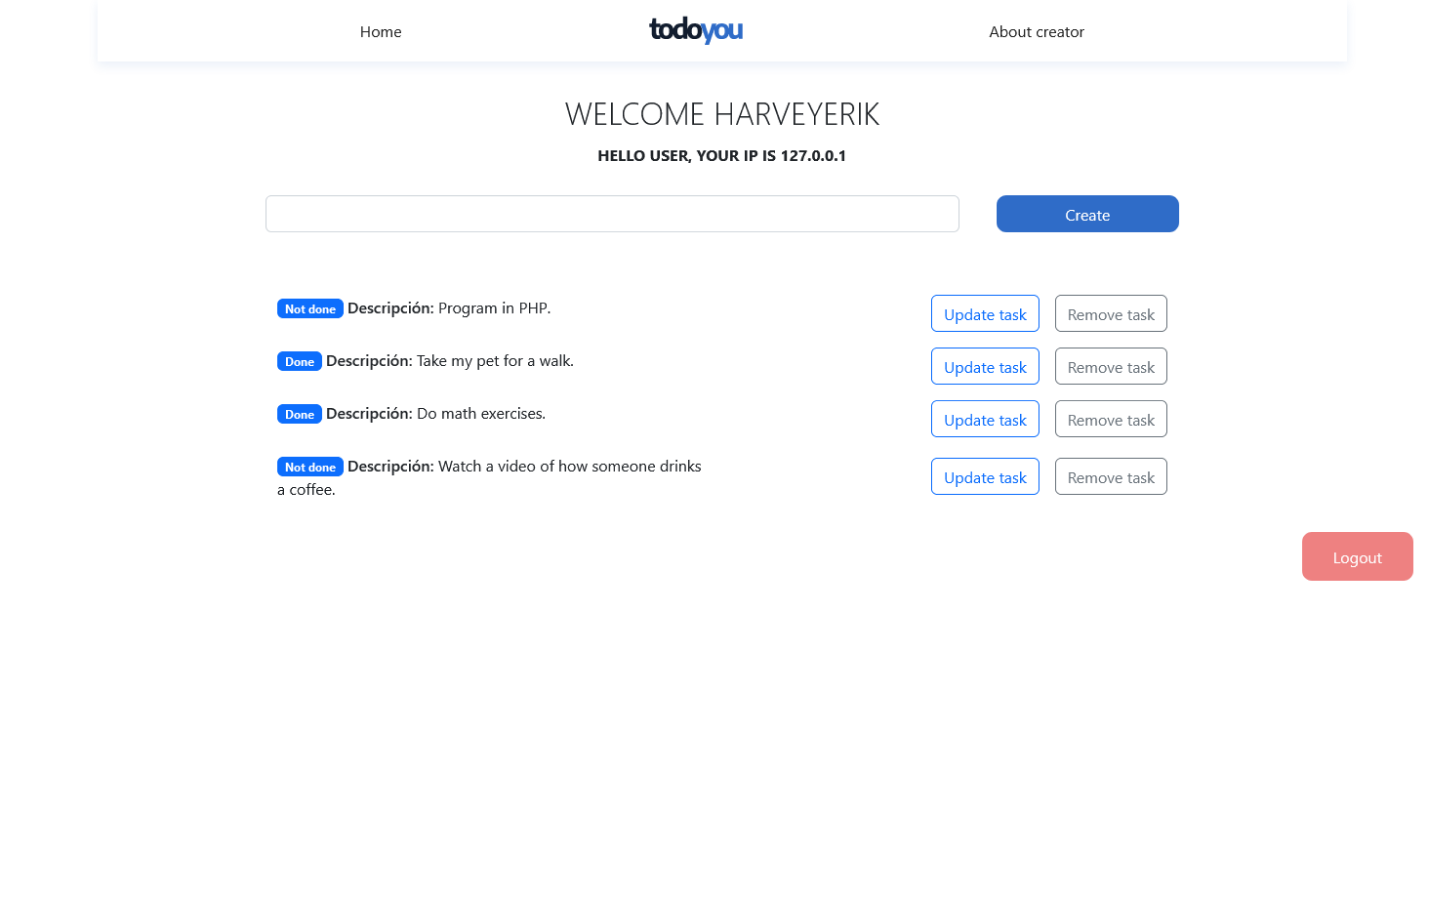 Home
todoyou
About creator
WELCOME HARVEYERIK
HELLO USER, YOUR IP IS 127.0.0.1
Create
Not done Descripción: Program in PHP.
Update task
Remove task
Done Descripción: Take my pet for a walk.
Update task
Remove task
Done Descripción: Do math exercises.
Update task
Remove task
Not done Descripción: Watch a video of how someone drinks
a coffee.
Update task
Remove task
Logout